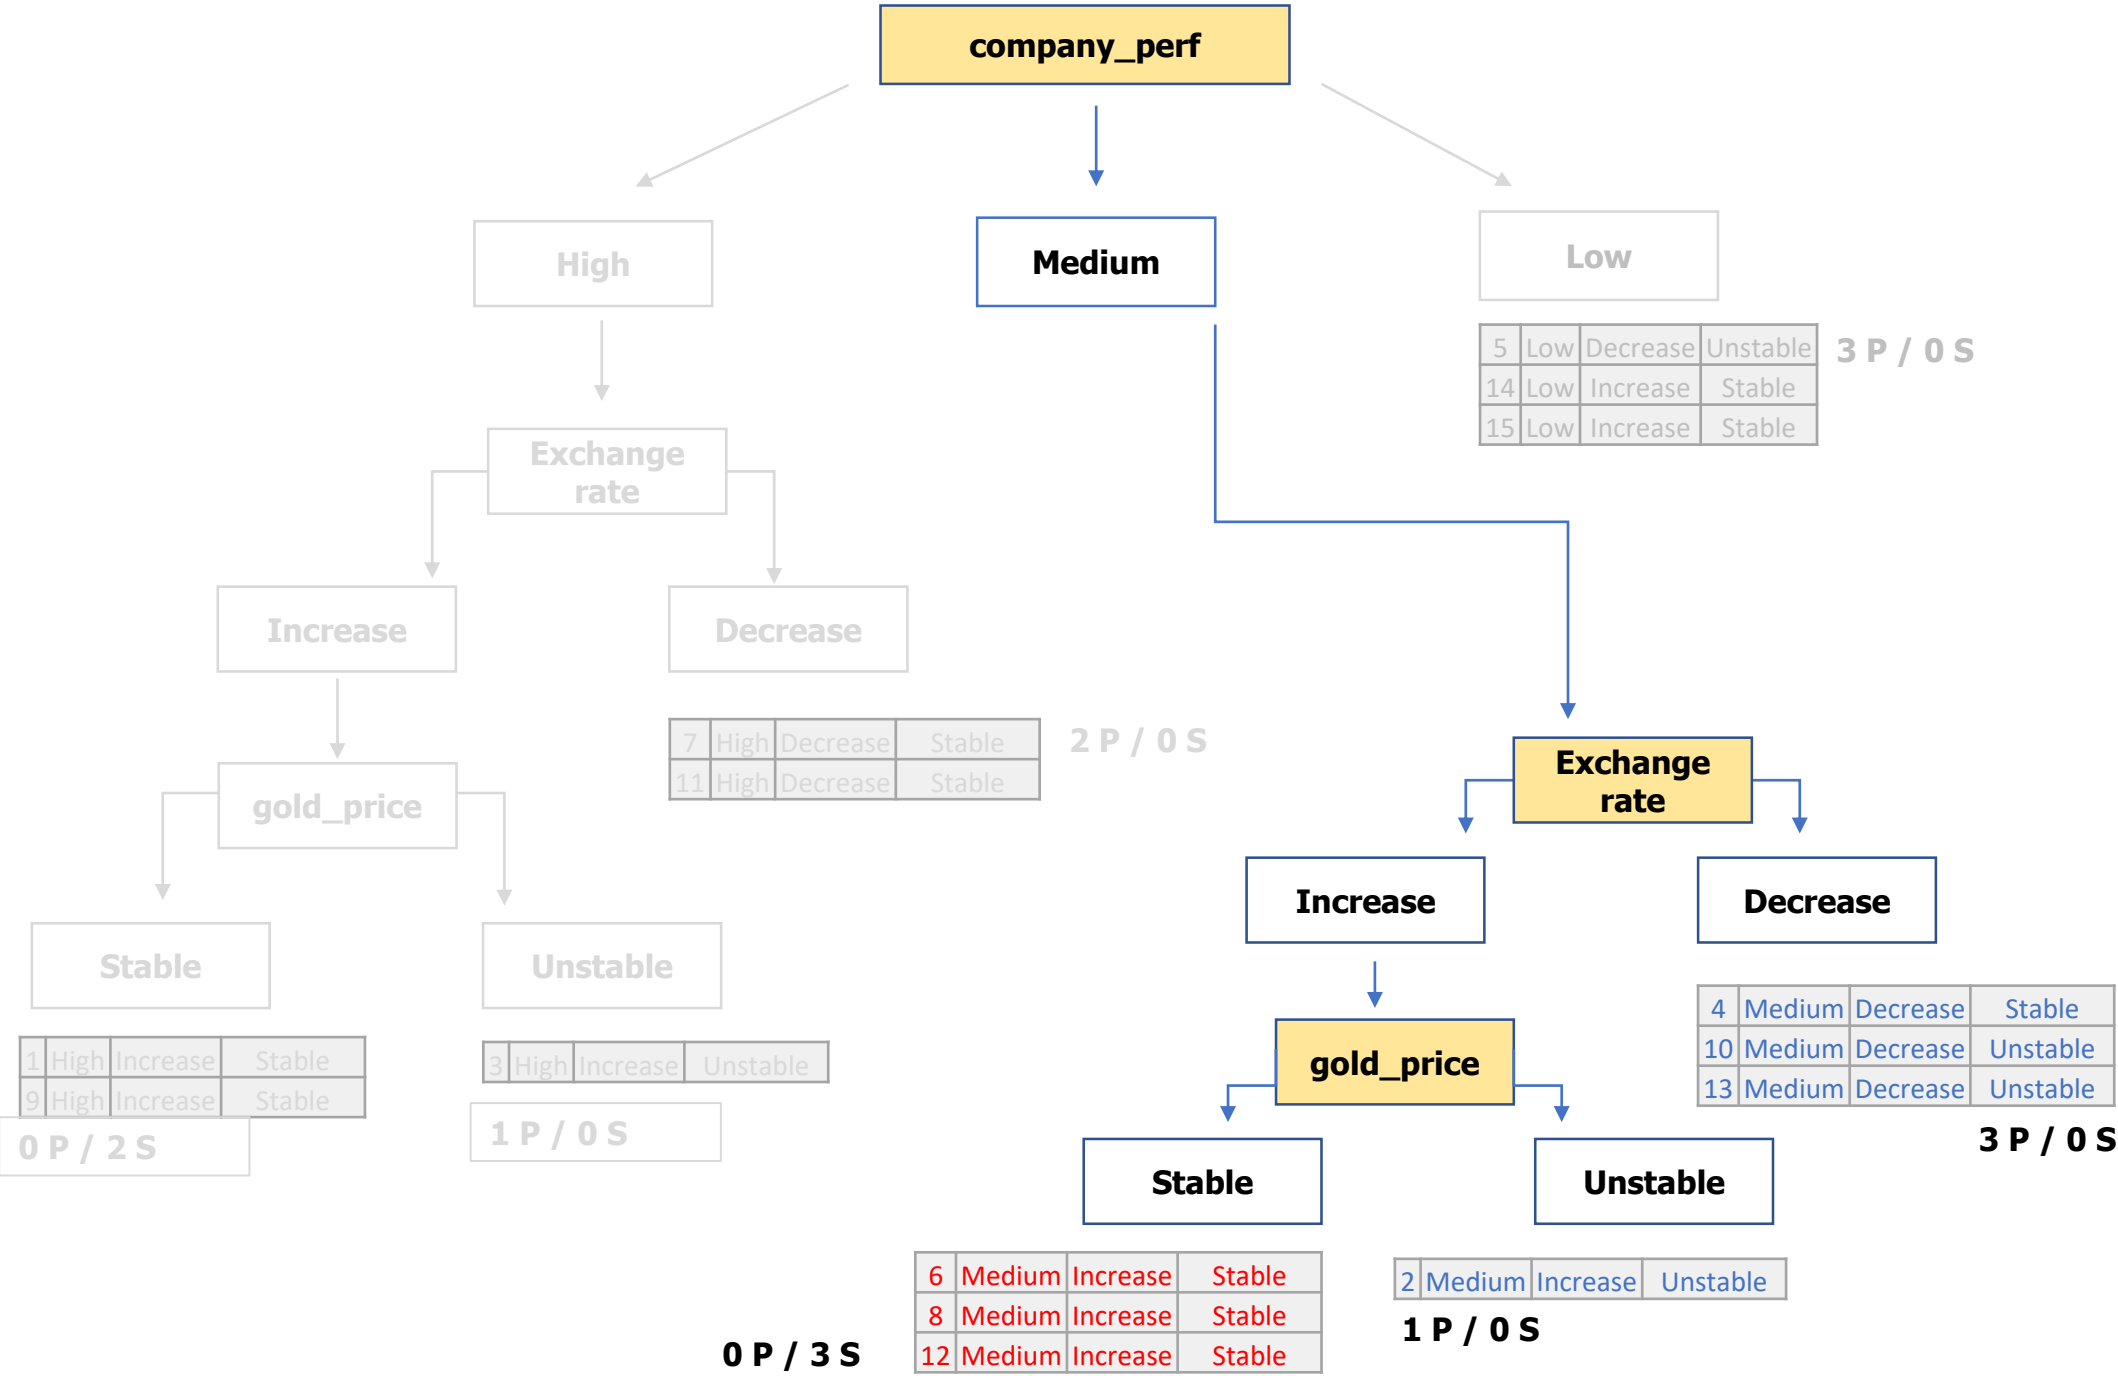 company_perf
High
Medium
Low
5 Low Decrease Unstable
14 Low Increase Stable
15 Low Increase Stable
3 P / 0 S
Exchange
rate
Increase
Decrease
7 High Decrease Stable
11 High Decrease Stable
2 P / 0 S
gold_price
Stable
Unstable
1 High Increase Stable
9 High Increase Stable
0 P / 2 S
3 High Increase Unstable
1 P / 0 S
Exchange
rate
Increase
Decrease
4 Medium Decrease Stable
10 Medium Decrease Unstable
13 Medium Decrease Unstable
3 P / 0 S
gold_price
Stable
Unstable
6 Medium Increase Stable
8 Medium Increase Stable
12 Medium Increase Stable
0 P / 3 S
2 Medium Increase Unstable
1 P / 0 S